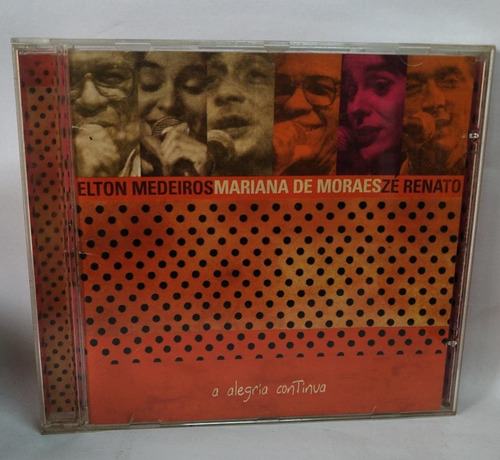 ELTON MEDEIROS MARIANA DE MORAES ZÉ RENATO
a alegria continua